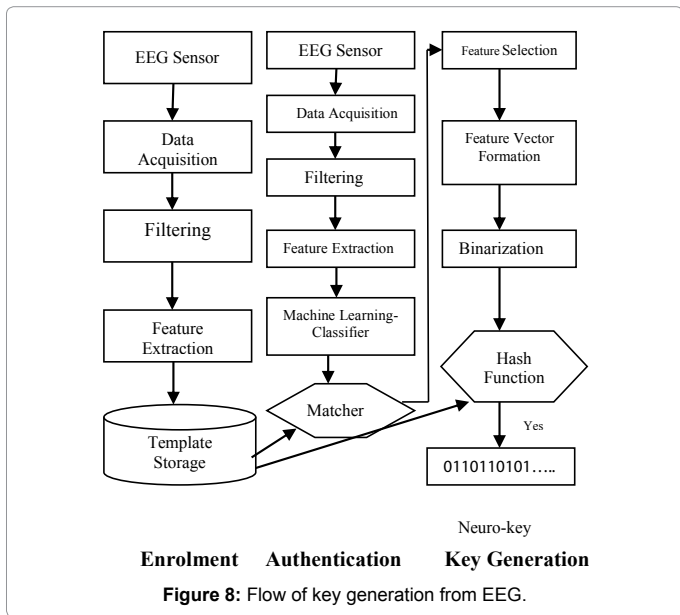 EEG Sensor
Data
Acquisition
Filtering
Feature
Extraction
Template
Storage
EEG Sensor
Data Acquisition
Filtering
Feature Extraction
Machine Learning-
Classifier
Matcher
Feature Selection
Feature Vector
Formation
Binarization
Hash
Function
Yes
0110110101…..
Neuro-key
Enrolment Authentication Key Generation
Figure 8: Flow of key generation from EEG.